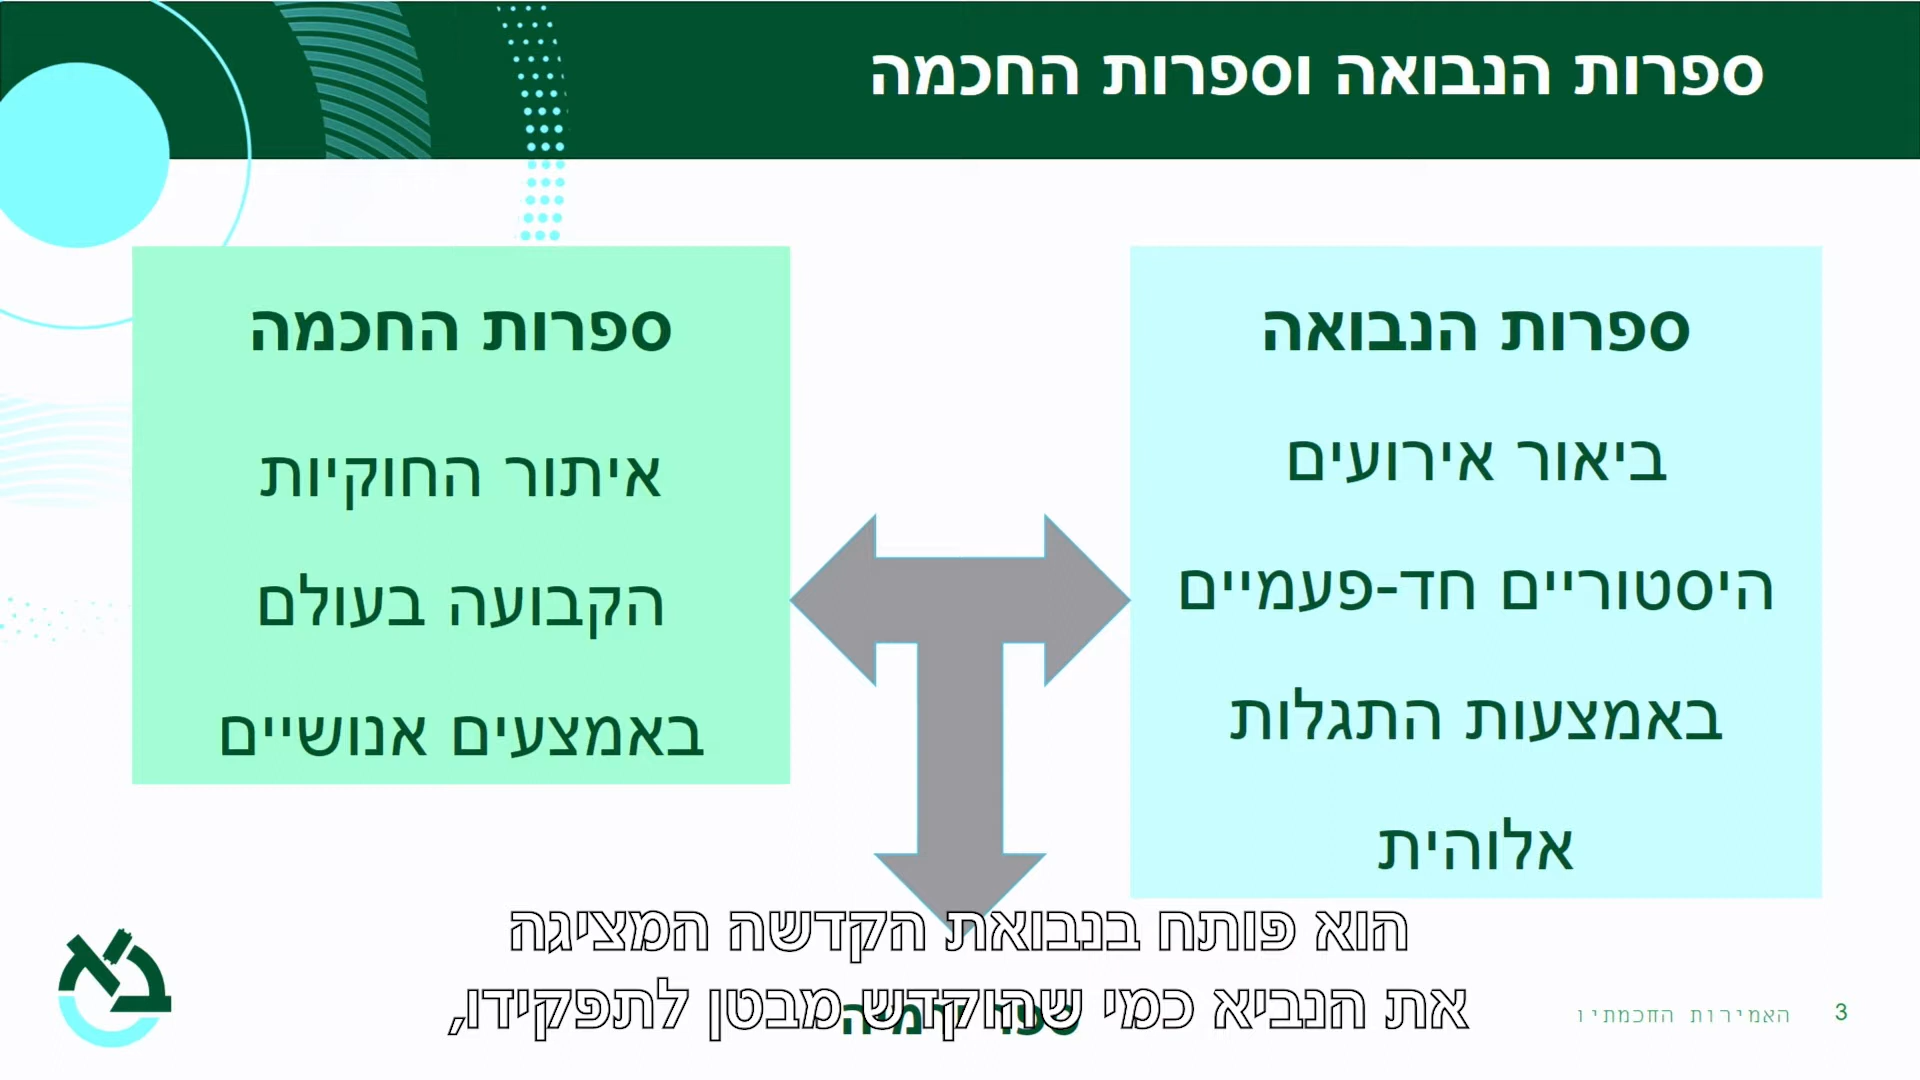 ספרות הנבואה וספרות החכמה
ספרות הנבואה
ביאור אירועים
היסטוריים חד-פעמיים
באמצעות התגלות
אלוהית
ספרות החכמה
איתור החוקיות
הקבועה בעולם
באמצעים אנושיים
הוא פותח בנבואת הקדשה המציגה
את הנביא כמי שהוקדש מבטן לתפקידו,
האמירות החכמתיו
3